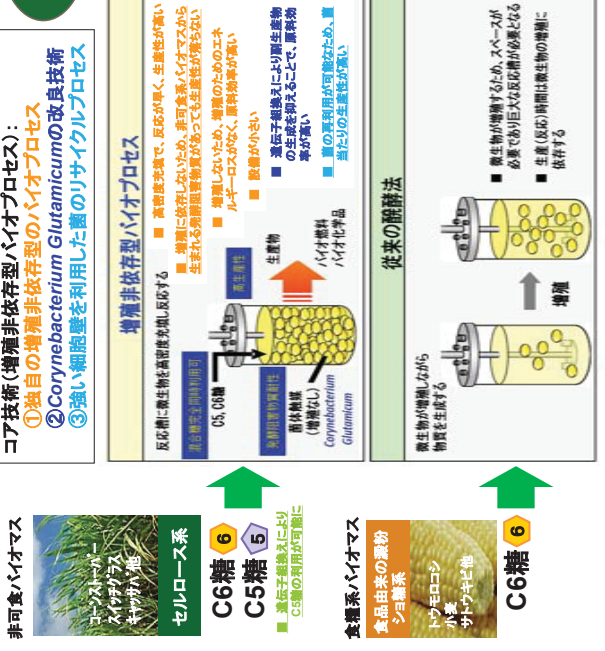 コア技術(増殖非依存型バイオプロセス):
①独自の増殖非依存型のバイオプロセス
②Corynebacterium Glutamicumの改良技術
③強い細胞壁を利用した菌のリサイクルプロセス
非可食バイオマス
コーンストーバー
スイッチグラス
キャッサバ他
セルロース系
C6糖 6
C5糖 5
■ 遺伝子組換えにより
C5糖の利用が可能に
増殖非依存型バイオプロセス
反応槽に微生物を高密度充填し反応する
混合糖完全同時利用可
高生産性
C5, C6糖
発酵阻害物質耐性
菌体触媒
(増殖なし)
Corynebacterium
Glutamicum
生産物
バイオ燃料
バイオ化学品
■ 高密度充填で、反応が早く、生産性が高い
■ 増殖に依存しないため、非可食系バイオマスから
生まれる発酵阻害物質があっても生産性が落ちない
■ 増殖しないため、増殖のためのエネ
ルギーロスがなく、原料効率が高い
■ 設備が小さい
■ 遺伝子組換えにより副生産物
の生成を抑えることで、原料効
率が高い
■ 菌の再利用が可能なため、菌
当たりの生産性が高い
食糧系バイオマス
食品由来の澱粉
ショ糖系
トウモロコシ
小麦
サトウキビ他
C6糖 6
従来の醗酵法
微生物が増殖しながら
物質を生成する
増殖
■ 微生物が増殖するため、スペースが
必要であり巨大な反応槽が必要となる
■ 生産(反応)時間は微生物の増殖に
依存する